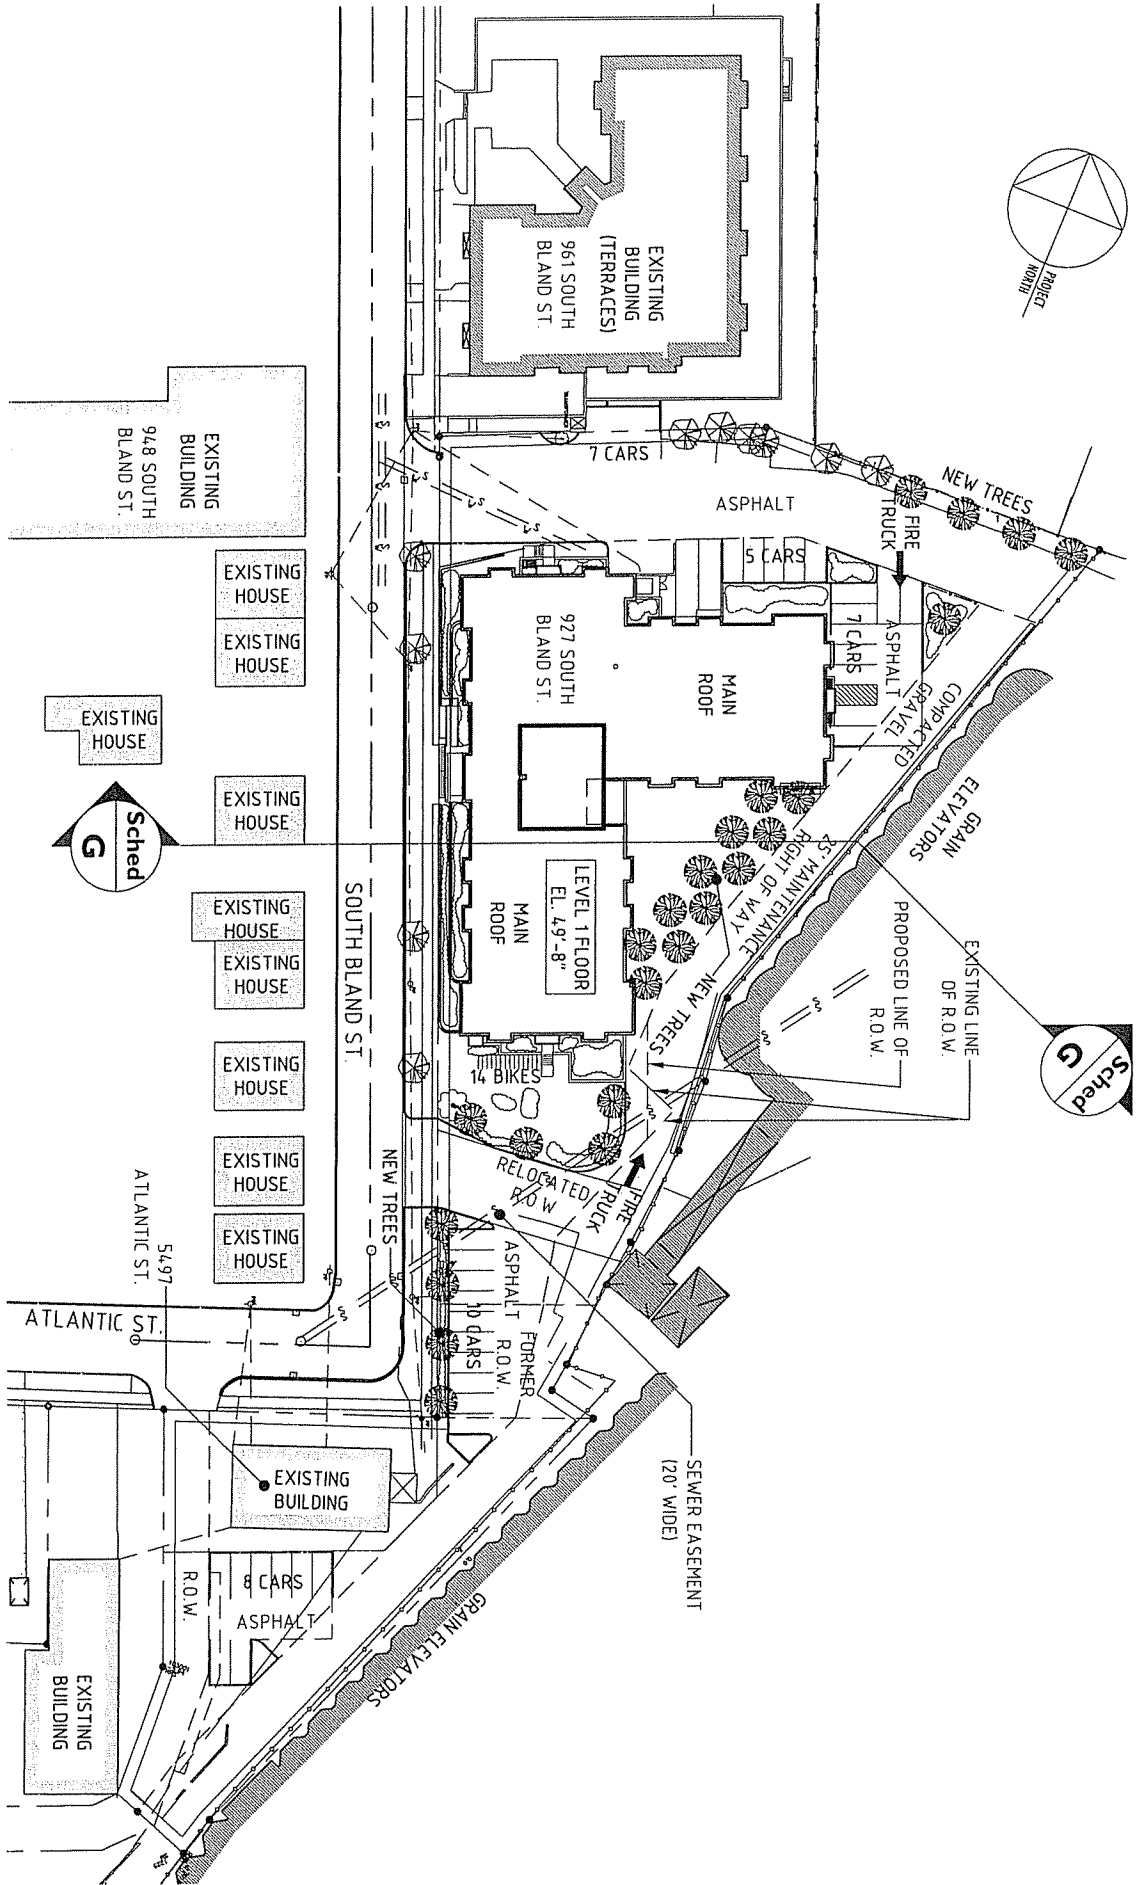 PROJECT
NORTH
EXISTING
BUILDING
(TERRACES)
961 SOUTH
BLAND ST.
EXISTING
BUILDING
948 SOUTH
BLAND ST.
7 CARS
ASPHALT
NEW TREES
FIRE
TRUCK
5 CARS
7 CARS
ASPHALT
COMPACTED
GRAVEL
GRAIN
ELEVATORS
EXISTING
HOUSE
EXISTING
HOUSE
EXISTING
HOUSE
EXISTING
HOUSE
927 SOUTH
BLAND ST.
MAIN
ROOF
25' MAINTENANCE
RIGHT OF WAY
Sched
G
LEVEL 1 FLOOR
EL. 49'-8"
MAIN
ROOF
PROPOSED LINE OF
R.O.W.
EXISTING LINE
OF R.O.W.
NEW TREES
Sched
G
EXISTING
HOUSE
EXISTING
HOUSE
SOUTH BLAND ST.
EXISTING
HOUSE
14 BIKES
EXISTING
HOUSE
EXISTING
HOUSE
RELOCATED
R.O.W
FIRE
TRUCK
NEW TREES
5497
ATLANTIC ST.
ATLANTIC ST.
ASPHALT
10 CARS
FORMER
R.O.W.
EXISTING
BUILDING
SEWER EASEMENT
(20' WIDE)
8 CARS
ASPHALT
R.O.W.
GRAIN ELEVATORS
EXISTING
BUILDING